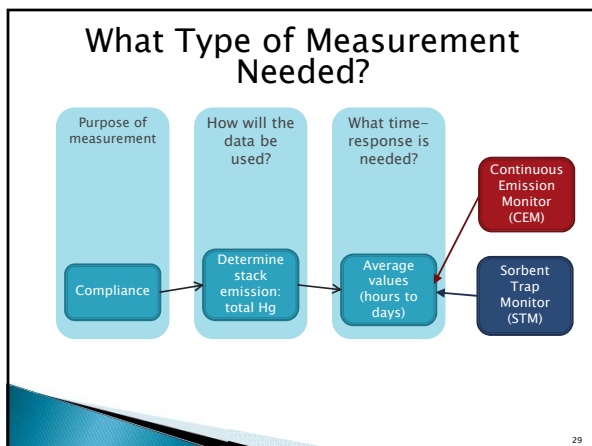 What Type of Measurement
Needed?
Purpose of
measurement
How will the
data be
used?
What time-
response is
needed?
Continuous
Emission
Monitor
(CEM)
Compliance
Determine
stack
emission:
total Hg
Average
values
(hours to
days)
Sorbent
Trap
Monitor
(STM)
29